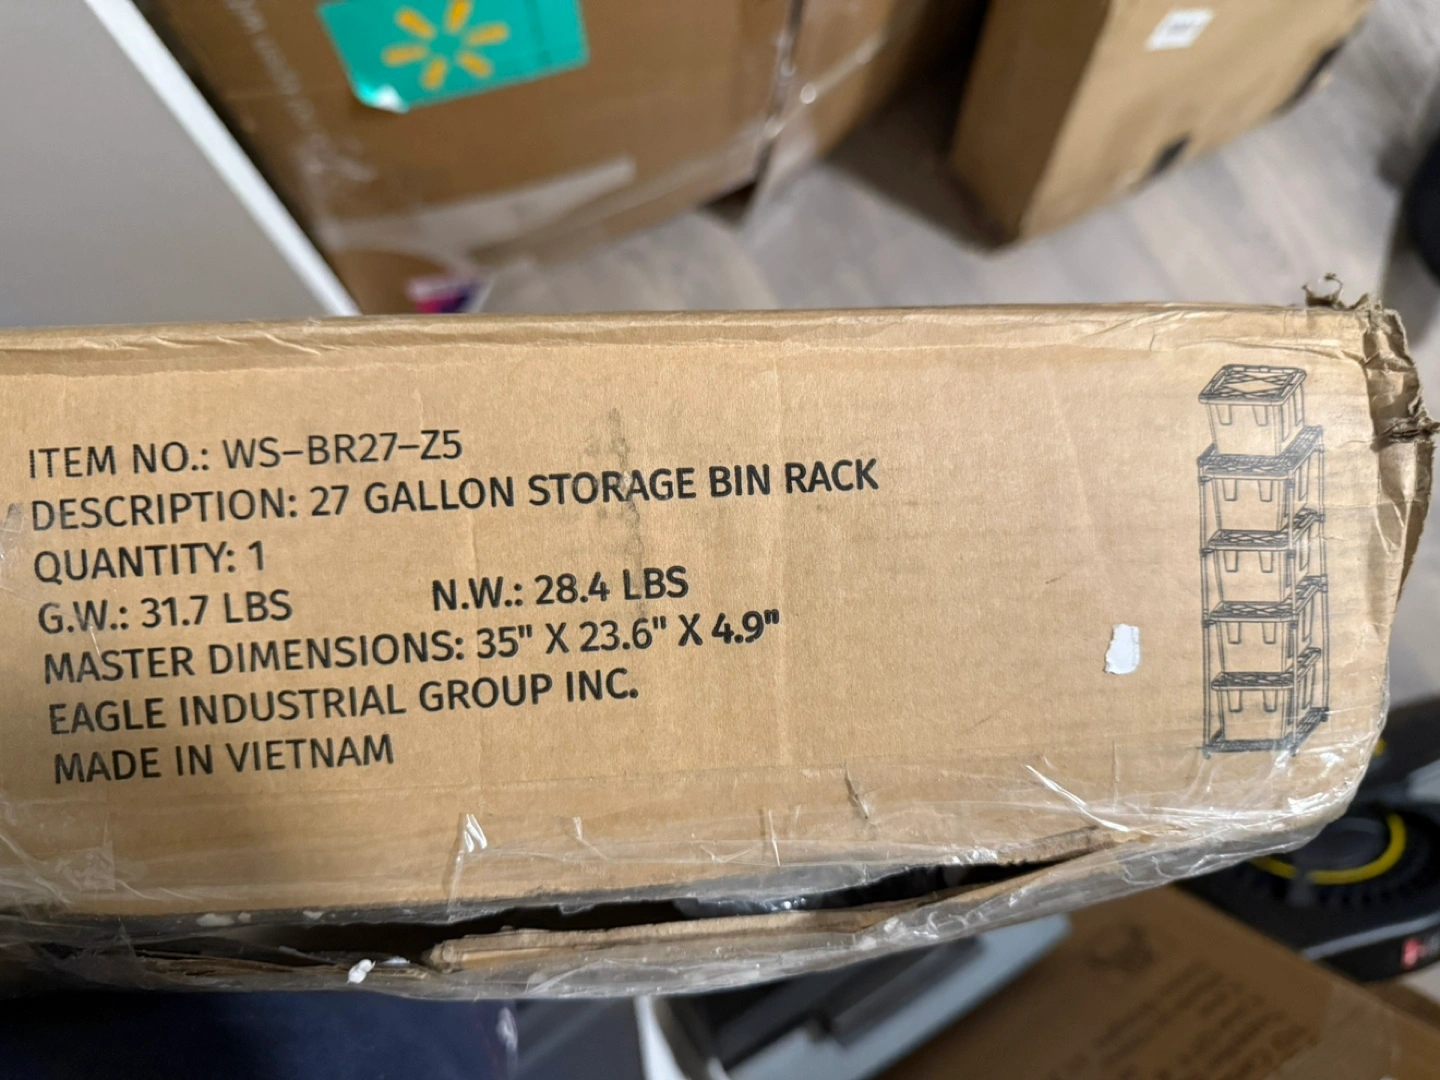 ITEM NO.: WS-BR27-Z5
DESCRIPTION: 27 GALLON STORAGE BIN RACK
QUANTITY: 1
G.W.: 31.7 LBS N.W.: 28.4 LBS
MASTER DIMENSIONS: 35" X 23.6" X 4.9"
EAGLE INDUSTRIAL GROUP INC.
MADE IN VIETNAM